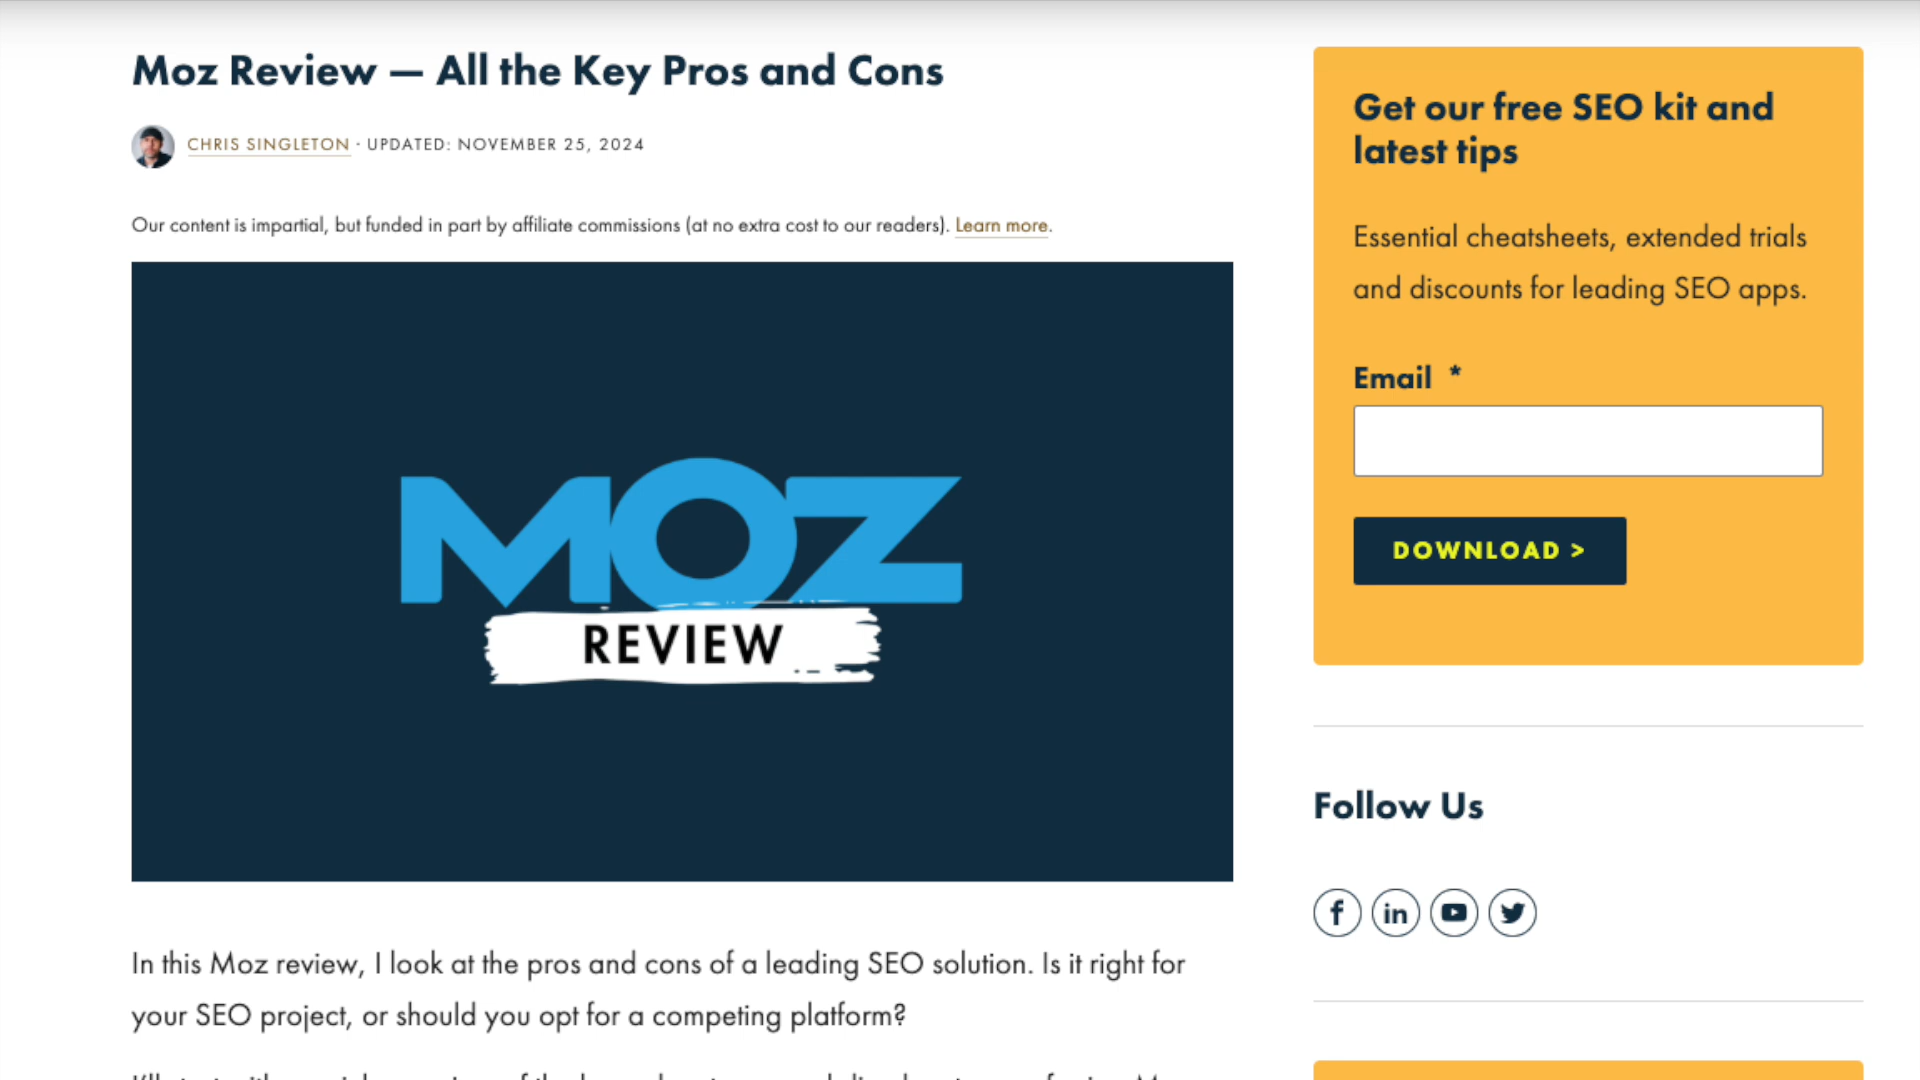 Moz Review — All the Key Pros and Cons
CHRIS SINGLETON · UPDATED: NOVEMBER 25, 2024
Our content is impartial, but funded in part by affiliate commissions (at no extra cost to our readers). Learn more.
MOZ
REVIEW
In this Moz review, I look at the pros and cons of a leading SEO solution. Is it right for
your SEO project, or should you opt for a competing platform?
Get our free SEO kit and
latest tips
Essential cheatsheets, extended trials
and discounts for leading SEO apps.
Email *
DOWNLOAD >
Follow Us